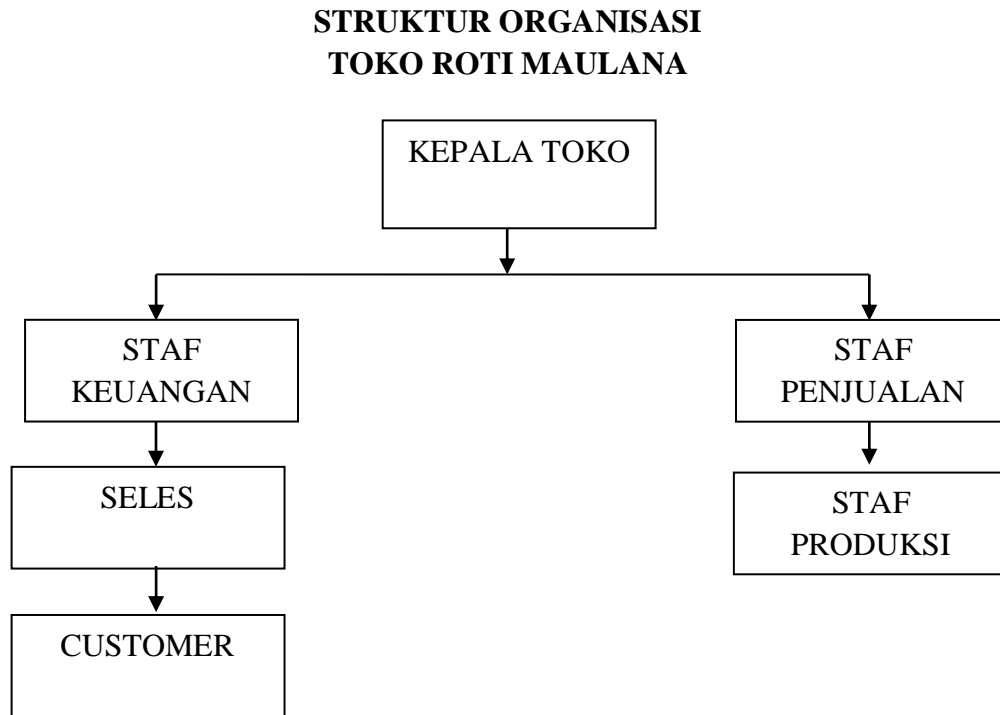 STRUKTUR ORGANISASI
TOKO ROTI MAULANA
KEPALA TOKO
STAF
KEUANGAN
STAF
PENJUALAN
SELES
STAF
PRODUKSI
CUSTOMER